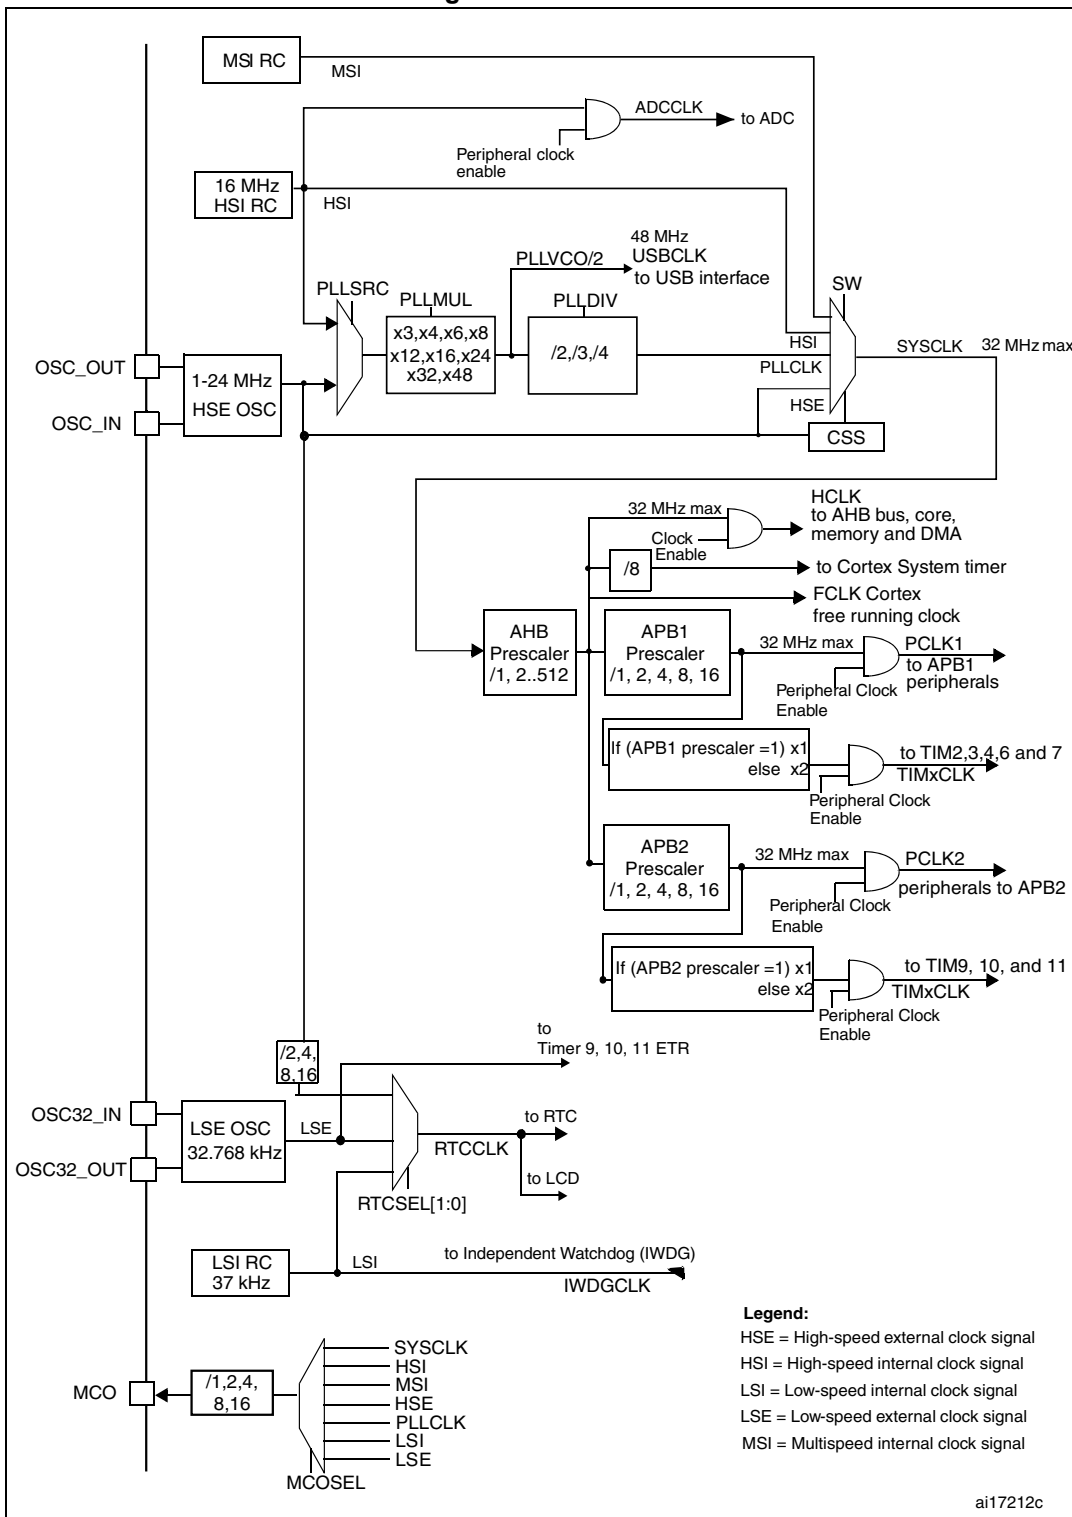 MSI RC
MSI
ADCCLK
to ADC
Peripheral clock
enable
16 MHz
HSI RC
HSI
48 MHz
USBCLK
to USB interface
PLLVCO/2
PLLSRC
PLLMUL
PLLDIV
SW
x3,x4,x6,x8
x12,x16,x24
x32,x48
/2,/3,/4
HSI
PLLCLK
HSE
SYSCLK
32 MHz max
OSC_OUT
OSC_IN
1-24 MHz
HSE OSC
CSS
32 MHz max
Clock
Enable
HCLK
to AHB bus, core,
memory and DMA
/8
to Cortex System timer
FCLK Cortex
free running clock
AHB
Prescaler
/1, 2..512
APB1
Prescaler
/1, 2, 4, 8, 16
32 MHz max
PCLK1
to APB1
peripherals
Peripheral Clock
Enable
If (APB1 prescaler =1) x1
else x2
to TIM2,3,4,6 and 7
TIMxCLK
Peripheral Clock
Enable
APB2
Prescaler
/1, 2, 4, 8, 16
32 MHz max
PCLK2
peripherals to APB2
Peripheral Clock
Enable
If (APB2 prescaler =1) x1
else x2
to TIM9, 10, and 11
TIMxCLK
Peripheral Clock
Enable
to
Timer 9, 10, 11 ETR
/2,4,
8,16
OSC32_IN
OSC32_OUT
LSE OSC
32.768 kHz
LSE
to RTC
RTCCLK
to LCD
RTCSEL[1:0]
LSI RC
37 kHz
LSI
to Independent Watchdog (IWDG)
IWDGCLK
MCO
/1,2,4,
8,16
SYSCLK
HSI
MSI
HSE
PLLCLK
LSI
LSE
MCOSEL
Legend:
HSE = High-speed external clock signal
HSI = High-speed internal clock signal
LSI = Low-speed internal clock signal
LSE = Low-speed external clock signal
MSI = Multispeed internal clock signal
ai17212c